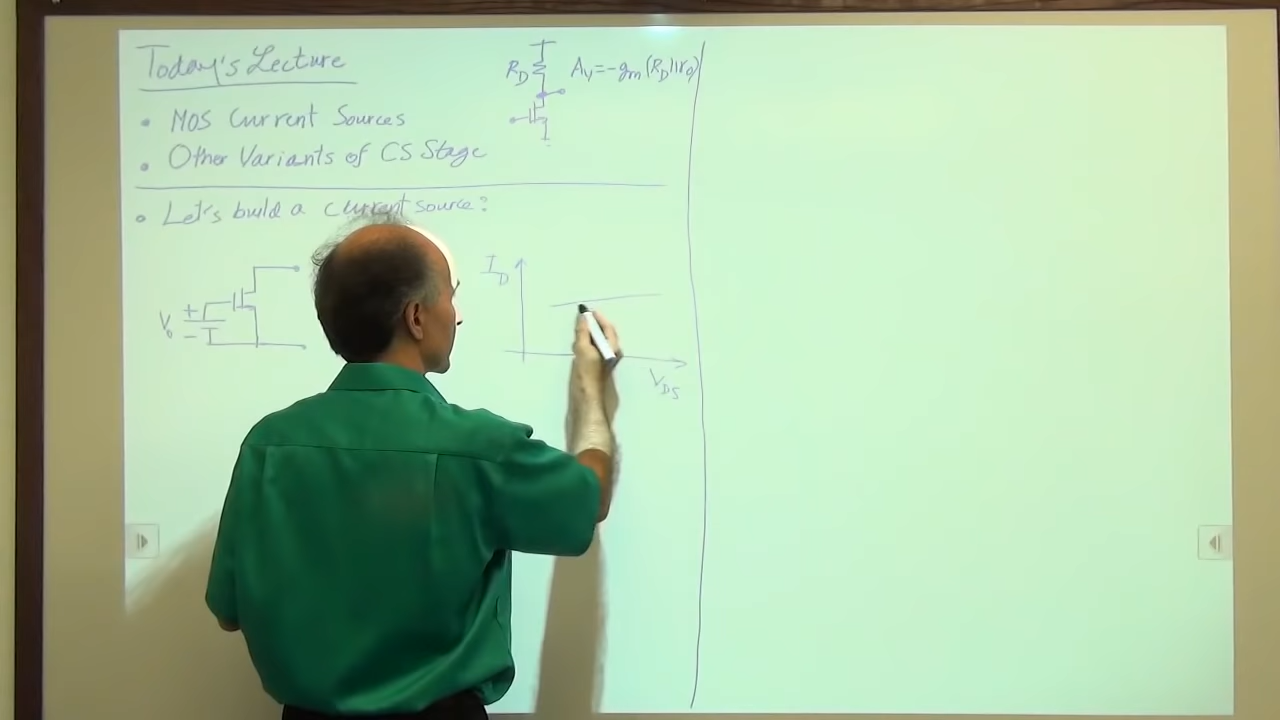 Today's Lecture
• MOS Current Sources
• Other Variants of CS Stage
R_D
A_v = -g_m (R_D || r_o)
• Let's build a current source:
V_0
+
-
I_D
V_DS